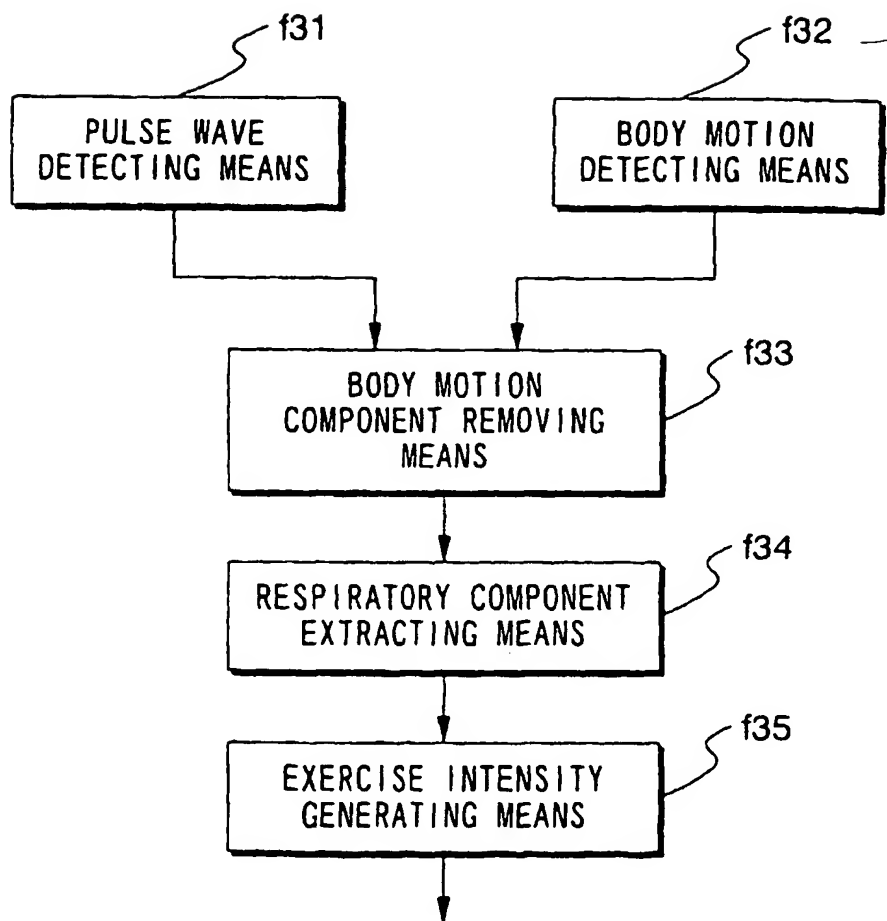 f31
f32
PULSE WAVE
DETECTING MEANS
BODY MOTION
DETECTING MEANS
f33
BODY MOTION
COMPONENT REMOVING
MEANS
f34
RESPIRATORY COMPONENT
EXTRACTING MEANS
f35
EXERCISE INTENSITY
GENERATING MEANS